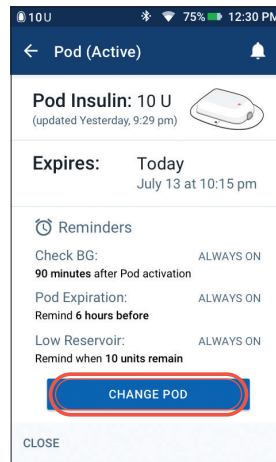 10 U 75% 12:30 PM
Pod (Active)
Pod Insulin: 10 U
(updated Yesterday, 9:29 pm)
Expires: Today
July 13 at 10:15 pm
Reminders
Check BG: ALWAYS ON
90 minutes after Pod activation
Pod Expiration: ALWAYS ON
Remind 6 hours before
Low Reservoir: ALWAYS ON
Remind when 10 units remain
CHANGE POD
CLOSE